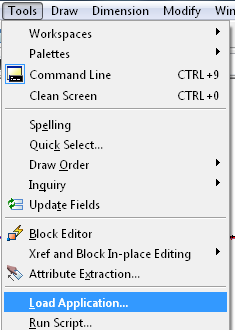 Tools Draw Dimension Modify Win
Workspaces
Palettes
Command Line CTRL+9
Clean Screen CTRL+0
Spelling
Quick Select...
Draw Order
Inquiry
Update Fields
Block Editor
Xref and Block In-place Editing
Attribute Extraction...
Load Application...
Run Script...